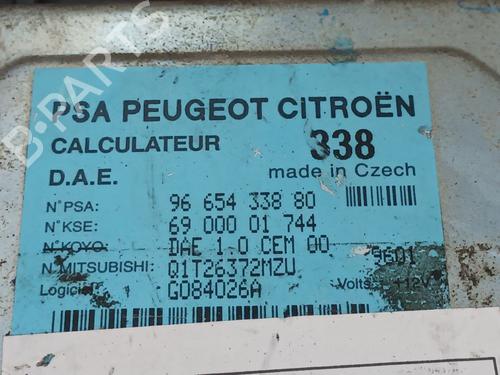 PSA PEUGEOT CITROËN
CALCULATEUR 338
D.A.E. made in Czech
N°PSA: 96 654 338 80
N°KSE: 69 000 01 744
N°KOYO: DAE 1-0 CEM 00
N.MITSUBISHI: Q1T26372MZU 9601
Logiciel: G084026A Volts +12V
B-PARTS